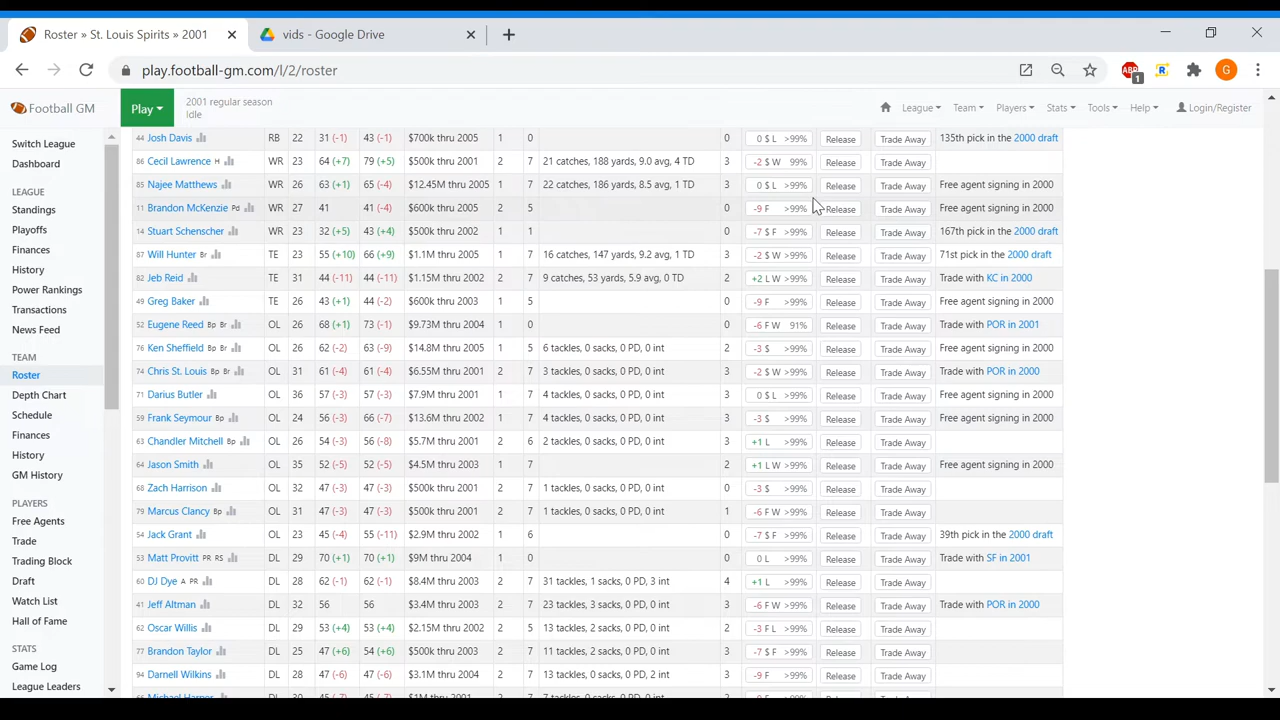 Roster » St. Louis Spirits » 2001
vids - Google Drive
play.football-gm.com/l/2/roster
ABP 1 R G
Football GM
Play
2001 regular season
Idle
League Team Players Stats Tools Help Login/Register
Switch League
Dashboard
LEAGUE
Standings
Playoffs
Finances
History
Power Rankings
Transactions
News Feed
TEAM
Roster
Depth Chart
Schedule
Finances
History
GM History
PLAYERS
Free Agents
Trade
Trading Block
Draft
Watch List
Hall of Fame
STATS
Game Log
League Leaders
44 Josh Davis RB 22 31 (-1) 43 (-1) $700k thru 2005 1 0 0 0 $ L >99% Release Trade Away 135th pick in the 2000 draft
86 Cecil Lawrence H WR 23 64 (+7) 79 (+5) $500k thru 2001 2 7 21 catches, 188 yards, 9.0 avg, 4 TD 3 -2 $ W 99% Release Trade Away
85 Najee Matthews WR 26 63 (+1) 65 (-4) $12.45M thru 2005 1 7 22 catches, 186 yards, 8.5 avg, 1 TD 3 0 $ L >99% Release Trade Away Free agent signing in 2000
11 Brandon McKenzie Pd WR 27 41 41 (-4) $600k thru 2005 2 5 0 -9 F >99% Release Trade Away Free agent signing in 2000
14 Stuart Schenscher WR 23 32 (+5) 43 (+4) $500k thru 2002 1 1 0 -7 $ F >99% Release Trade Away 167th pick in the 2000 draft
87 Will Hunter Br TE 23 55 (+10) 66 (+9) $1.1M thru 2005 1 7 16 catches, 147 yards, 9.2 avg, 1 TD 3 -2 $ W >99% Release Trade Away 71st pick in the 2000 draft
82 Jeb Reid TE 31 44 (-11) 44 (-11) $1.15M thru 2002 2 7 9 catches, 53 yards, 5.9 avg, 0 TD 2 +2 L W >99% Release Trade Away Trade with KC in 2000
49 Greg Baker TE 26 43 (+1) 44 (-2) $600k thru 2003 1 5 0 -9 F >99% Release Trade Away Free agent signing in 2000
52 Eugene Reed Bp Br OL 26 68 (+1) 73 (-1) $9.73M thru 2004 1 0 0 -6 F W 91% Release Trade Away Trade with POR in 2001
76 Ken Sheffield Bp Br OL 26 62 (-2) 63 (-9) $14.8M thru 2005 1 5 6 tackles, 0 sacks, 0 PD, 0 int 2 -3 $ >99% Release Trade Away Free agent signing in 2000
74 Chris St. Louis Bp Br OL 31 61 (-4) 61 (-4) $6.55M thru 2001 2 7 3 tackles, 0 sacks, 0 PD, 0 int 3 -2 $ W >99% Release Trade Away Trade with POR in 2000
71 Darius Butler OL 36 57 (-3) 57 (-3) $7.9M thru 2001 2 7 4 tackles, 0 sacks, 0 PD, 0 int 3 0 $ L >99% Release Trade Away Free agent signing in 2000
59 Frank Seymour Bp OL 24 56 (-3) 66 (-7) $13.6M thru 2002 2 7 4 tackles, 0 sacks, 0 PD, 0 int 3 -3 $ >99% Release Trade Away Free agent signing in 2000
63 Chandler Mitchell Bp OL 26 54 (-3) 56 (-8) $5.7M thru 2001 2 6 2 tackles, 0 sacks, 0 PD, 0 int 3 +1 L >99% Release Trade Away
64 Jason Smith OL 35 52 (-5) 52 (-5) $4.5M thru 2003 1 7 2 +1 L W >99% Release Trade Away Free agent signing in 2000
68 Zach Harrison OL 32 47 (-3) 47 (-3) $500k thru 2001 2 7 1 tackles, 0 sacks, 0 PD, 0 int 0 -3 $ >99% Release Trade Away
79 Marcus Clancy Bp OL 31 47 (-3) 47 (-3) $500k thru 2001 2 7 1 tackles, 0 sacks, 0 PD, 0 int 1 -6 F W >99% Release Trade Away
54 Jack Grant OL 23 45 (-4) 55 (-11) $2.9M thru 2002 1 6 0 -7 $ F >99% Release Trade Away 39th pick in the 2000 draft
53 Matt Provitt PR RS DL 29 70 (+1) 70 (+1) $9M thru 2004 1 0 0 0 L >99% Release Trade Away Trade with SF in 2001
60 DJ Dye A PR DL 28 62 (-1) 62 (-1) $8.4M thru 2003 2 7 31 tackles, 1 sacks, 0 PD, 3 int 4 +1 L >99% Release Trade Away
41 Jeff Altman DL 32 56 56 $3.4M thru 2003 2 7 23 tackles, 3 sacks, 0 PD, 0 int 3 -6 F W >99% Release Trade Away Trade with POR in 2000
62 Oscar Willis DL 29 53 (+4) 53 (+4) $2.15M thru 2002 2 5 13 tackles, 2 sacks, 0 PD, 0 int 2 -3 F L >99% Release Trade Away
77 Brandon Taylor DL 25 47 (+6) 54 (+6) $500k thru 2003 2 7 11 tackles, 2 sacks, 0 PD, 0 int 3 -7 $ F >99% Release Trade Away
94 Darnell Wilkins DL 28 47 (-6) 47 (-6) $3.1M thru 2004 2 7 13 tackles, 0 sacks, 0 PD, 2 int 3 -9 F >99% Release Trade Away